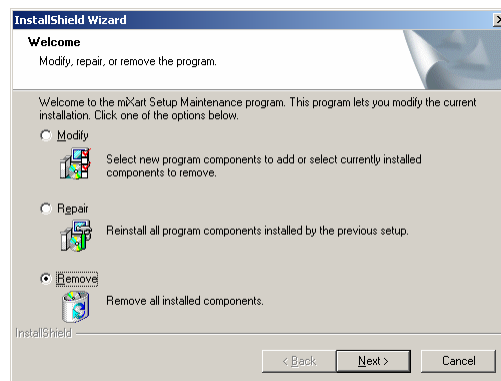 InstallShield Wizard
Welcome
Modify, repair, or remove the program.
Welcome to the miXart Setup Maintenance program. This program lets you modify the current
installation. Click one of the options below.
Modify
Select new program components to add or select currently installed
components to remove.
Repair
Reinstall all program components installed by the previous setup.
Remove
Remove all installed components.
InstallShield
< Back Next > Cancel